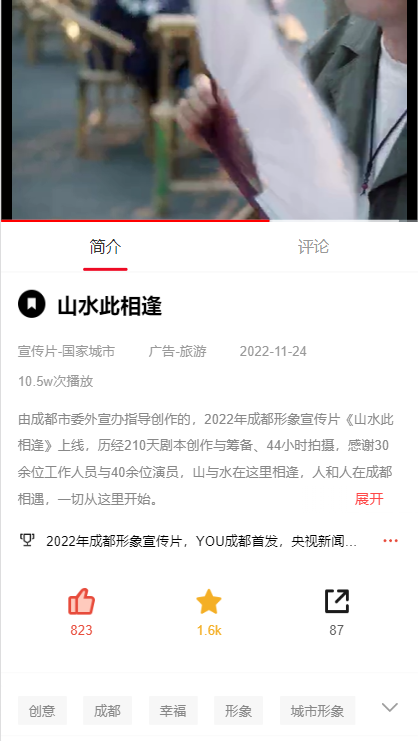 简介
评论
山水此相逢
宣传片-国家城市 广告-旅游 2022-11-24
10.5w次播放
由成都市委外宣办指导创作的，2022年成都形象宣传片《山水此
相逢》上线，历经210天剧本创作与筹备、44小时拍摄，感谢30
余位工作人员与40余位演员，山与水在这里相逢，人和人在成都
相遇，一切从这里开始。 展开
2022年成都形象宣传片，YOU成都首发，央视新闻...
823 1.6k 87
创意 成都 幸福 形象 城市形象